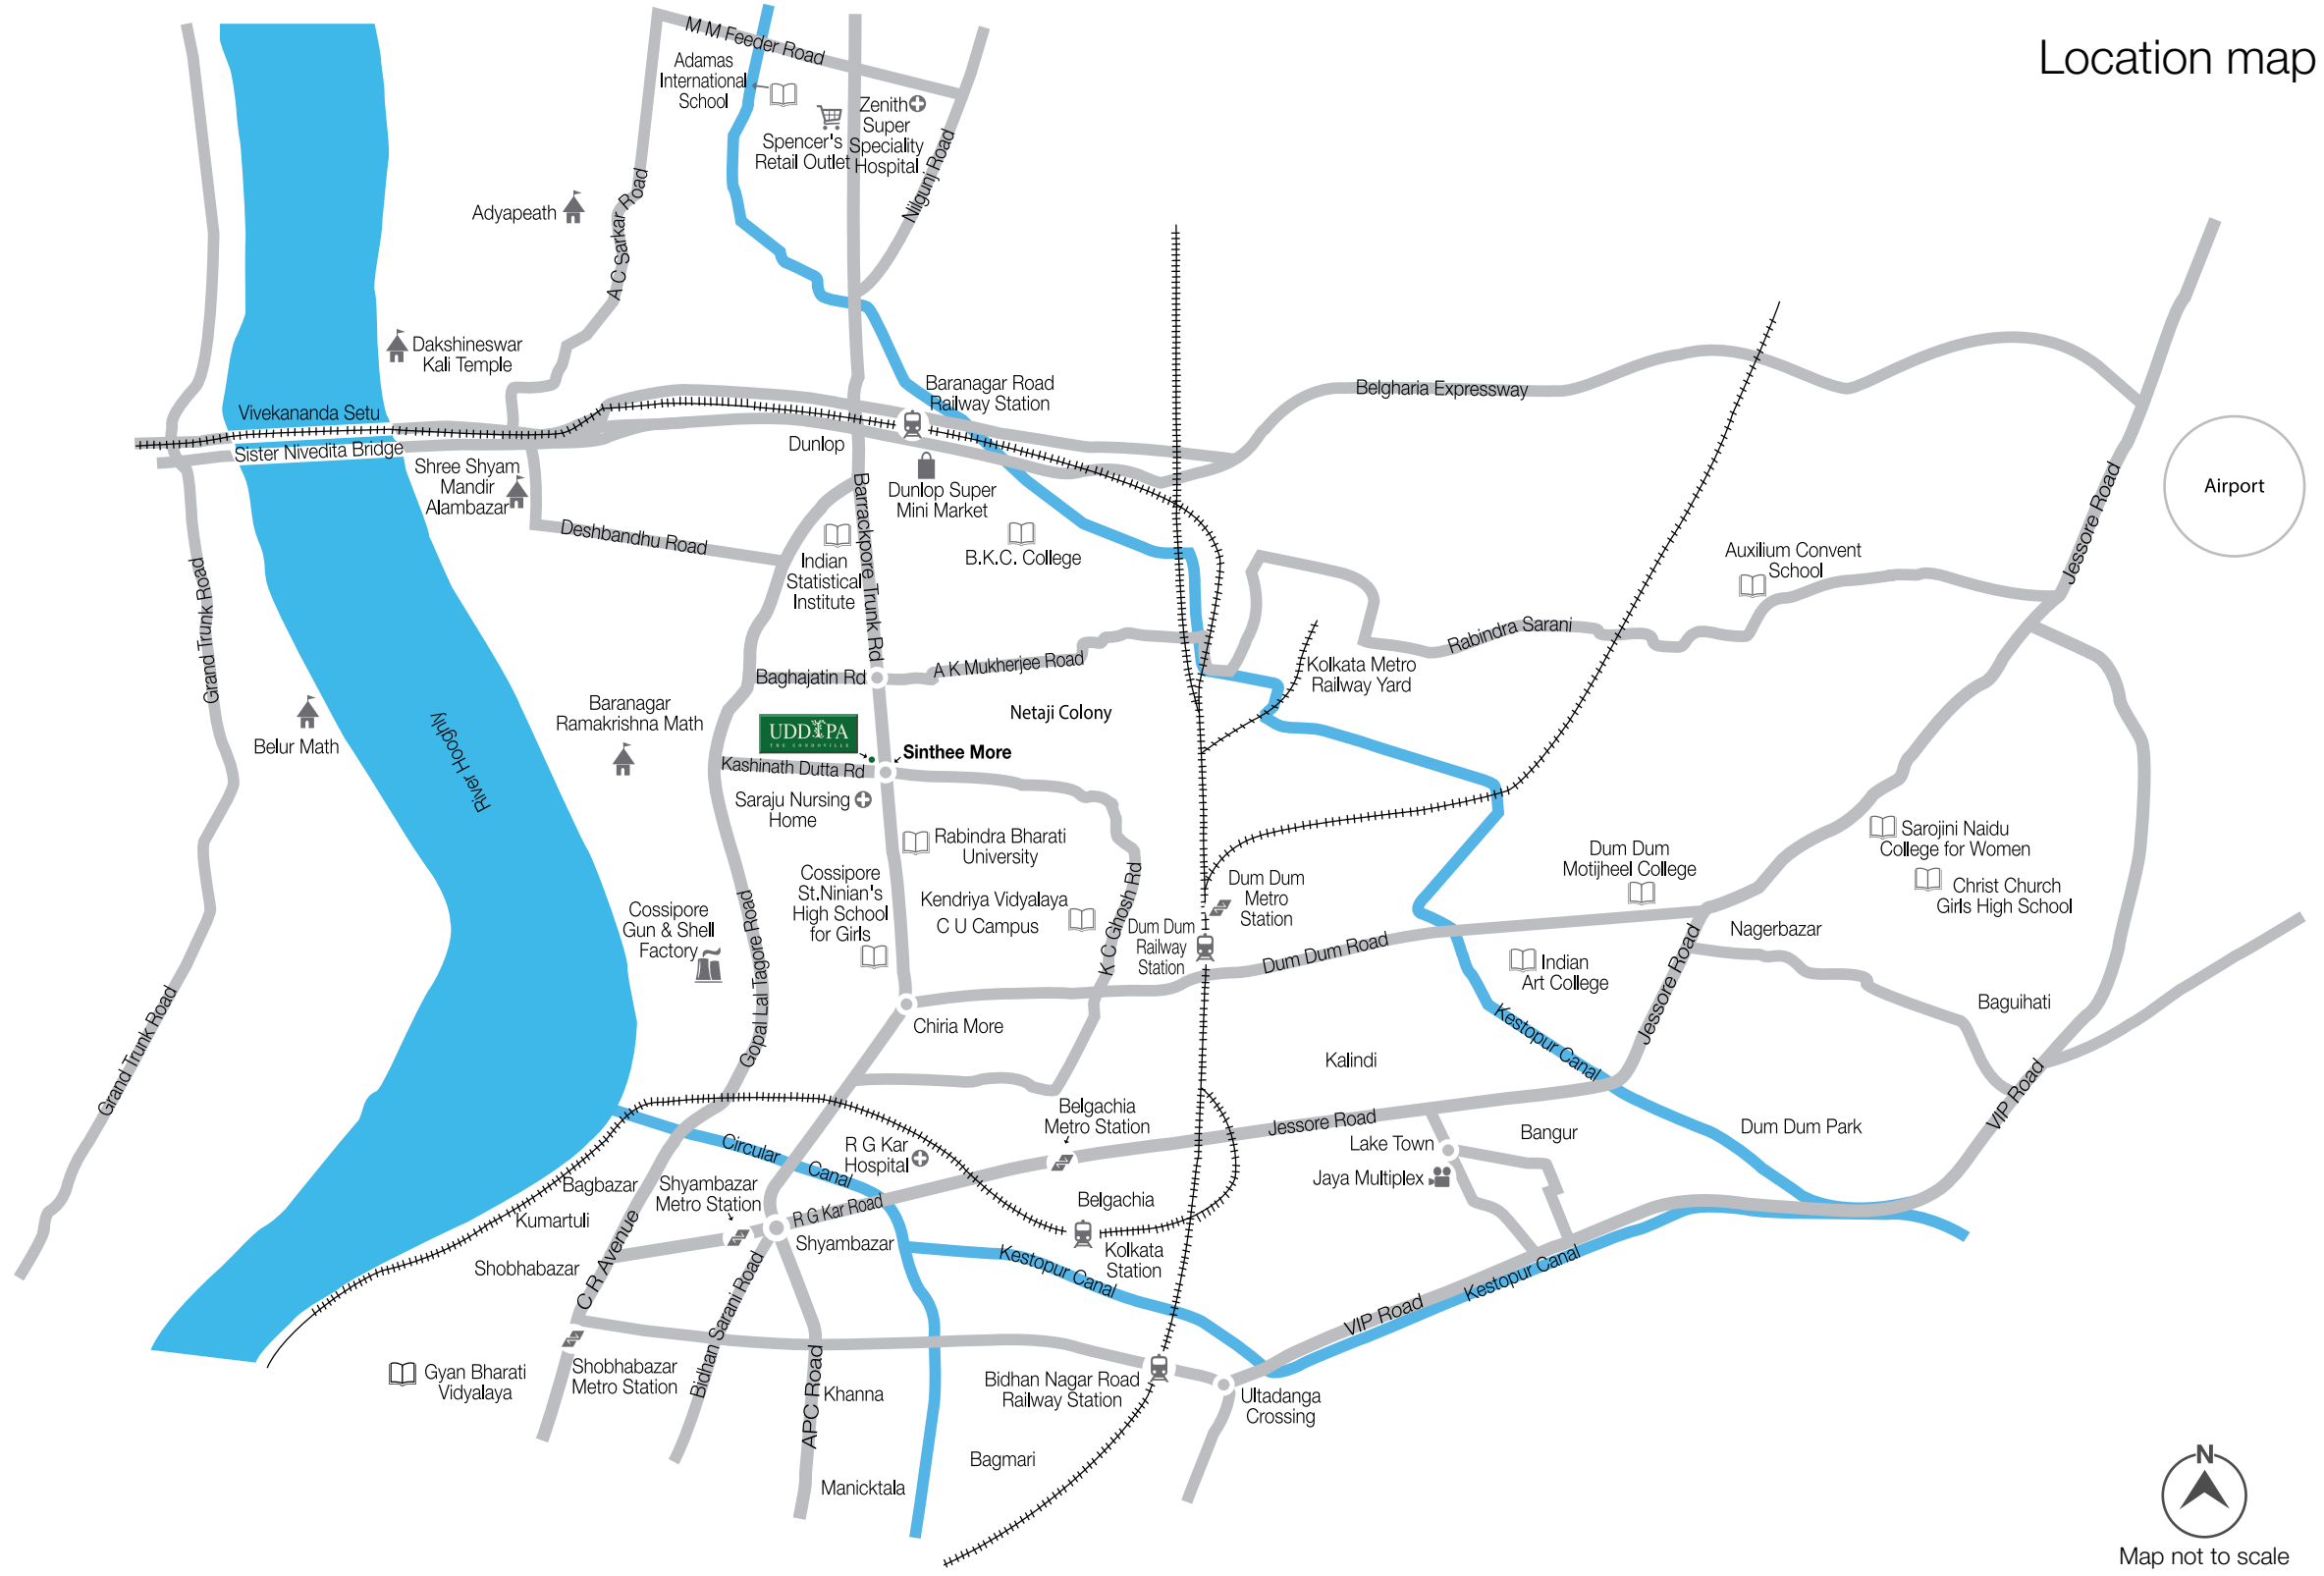 Location map
M M Feeder Road
Adamas
International
School
Zenith
Super
Speciality
Hospital
Spencer's
Retail Outlet
Nilgunj Road
A C Sarkar Road
Adyapeath
Dakshineswar
Kali Temple
Baranagar Road
Railway Station
Belgharia Expressway
Vivekananda Setu
Sister Nivedita Bridge
Dunlop
Shree Shyam
Mandir
Alambazar
Dunlop Super
Mini Market
Jessore Road
Airport
Barrackpore Trunk Rd
Deshbandhu Road
Indian
Statistical
Institute
B.K.C. College
Auxilium Convent
School
Grand Trunk Road
Rabindra Sarani
Baghajatin Rd
A K Mukherjee Road
Kolkata Metro
Railway Yard
Baranagar
Ramakrishna Math
Netaji Colony
Belur Math
River Hooghly
UDDIPA
THE CONDOVILLE
Sinthee More
Kashinath Dutta Rd
Saraju Nursing
Home
Rabindra Bharati
University
Sarojini Naidu
College for Women
Dum Dum
Motijheel College
Cossipore
St.Ninian's
High School
for Girls
Kendriya Vidyalaya
C U Campus
K C Ghosh Rd
Dum Dum
Metro
Station
Christ Church
Girls High School
Cossipore
Gun & Shell
Factory
Gopal Lal Tagore Road
Dum Dum
Railway
Station
Dum Dum Road
Nagerbazar
Indian
Art College
Jessore Road
Baguihati
Grand Trunk Road
Chiria More
Kestopur Canal
Kalindi
VIP Road
Belgachia
Metro Station
Jessore Road
Lake Town
Bangur
Dum Dum Park
Circular
Canal
R G Kar
Hospital
Jaya Multiplex
Bagbazar
Shyambazar
Metro Station
R G Kar Road
Belgachia
Kumartuli
Shyambazar
Kolkata
Station
Shobhabazar
C R Avenue
Bidhan Sarani Road
Kestopur Canal
Kestopur Canal
VIP Road
Gyan Bharati
Vidyalaya
Shobhabazar
Metro Station
APC Road
Khanna
Bidhan Nagar Road
Railway Station
Ultadanga
Crossing
Bagmari
Manicktala
N
Map not to scale